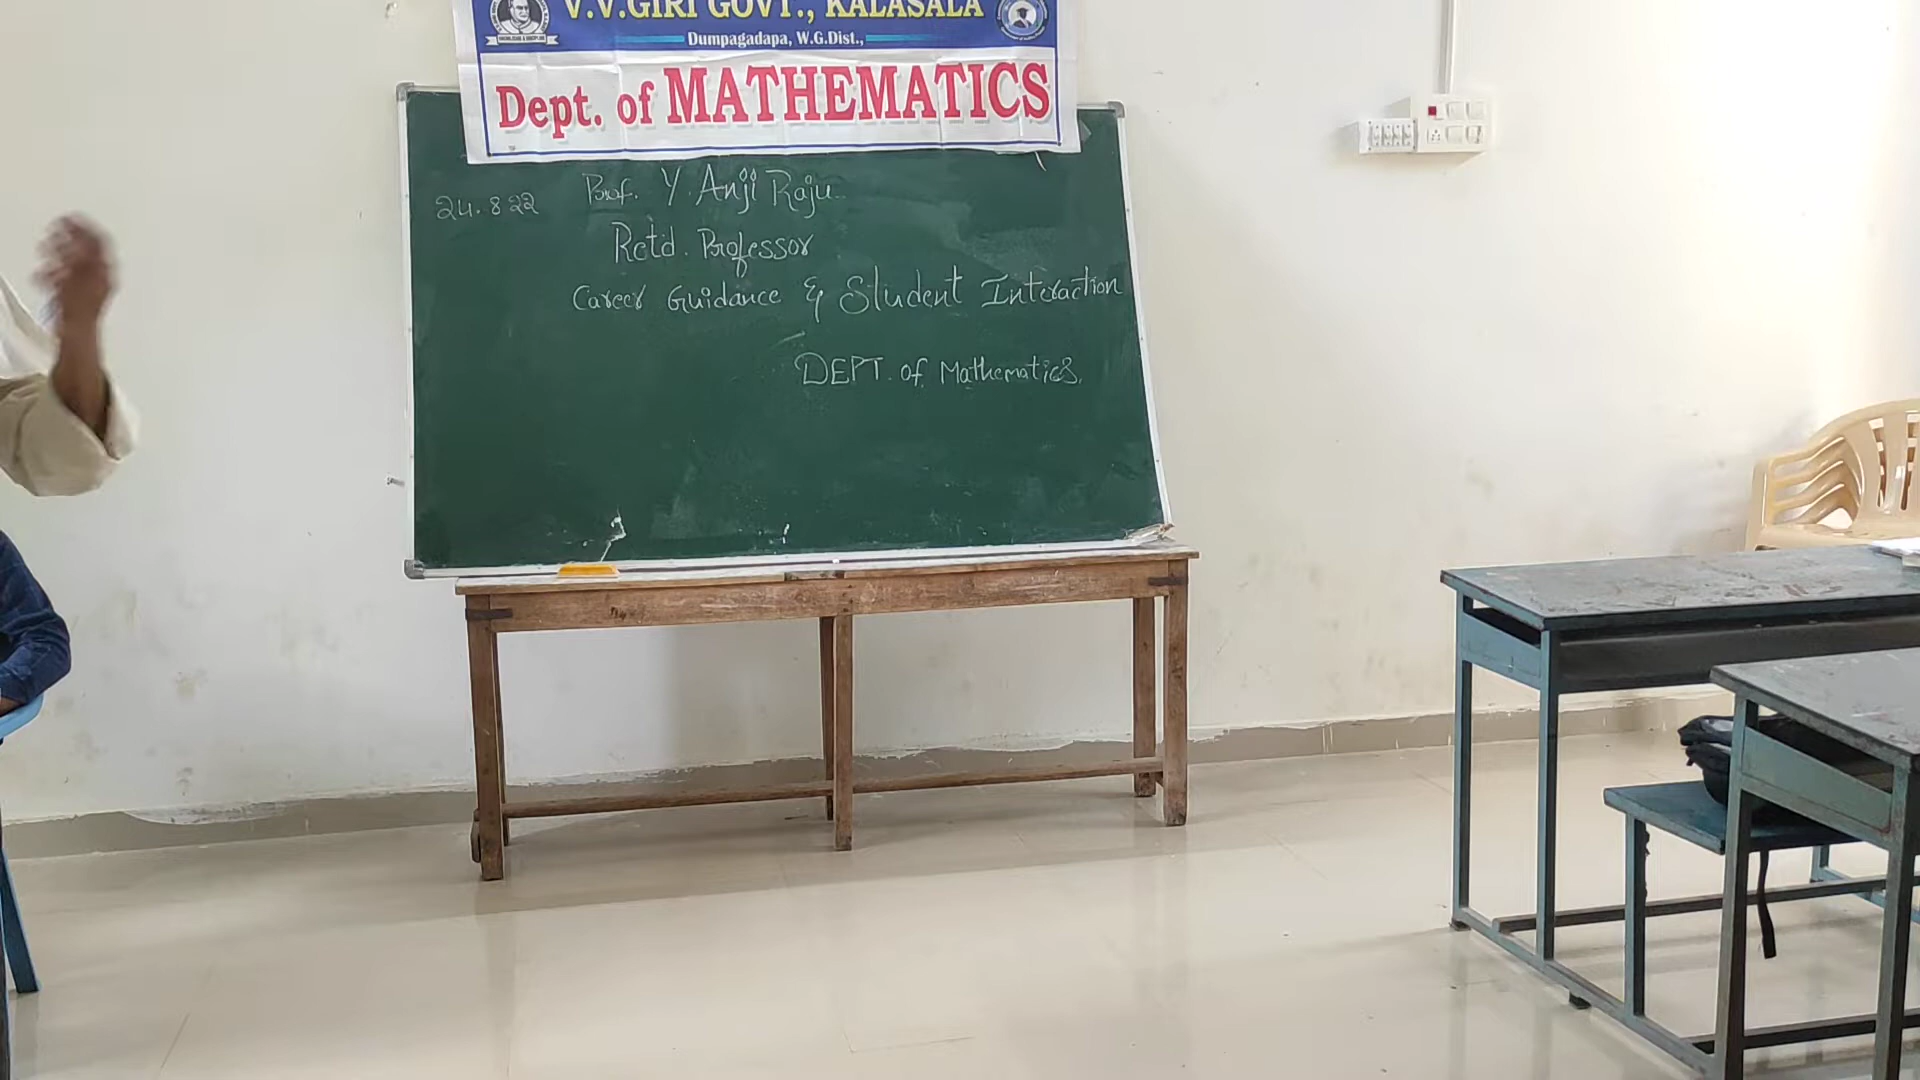 V.V.GIRI GOVT., KALASALA
Dumpagadapa, W.G.Dist.,
Dept. of MATHEMATICS
24.8 22
Prof. Y. Anji Raju.
Retd. Professor
Career Guidance & Student Interaction
DEPT. of Mathematics.